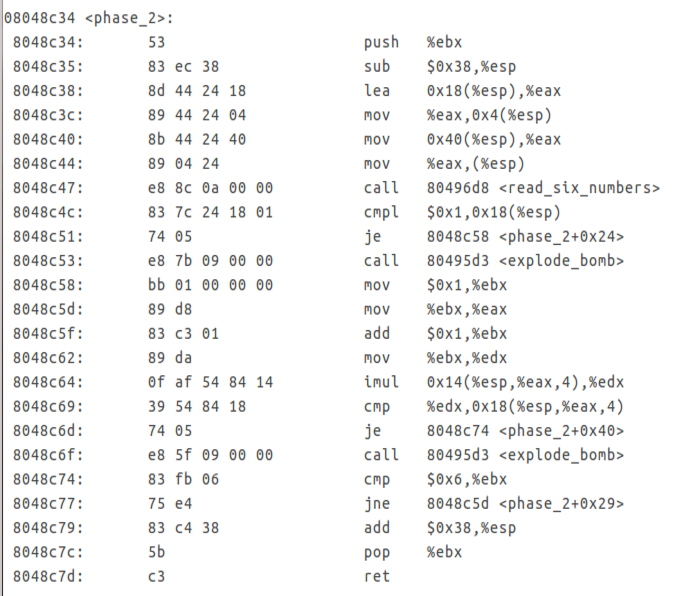 08048c34 <phase_2>:
8048c34: 53 push %ebx
8048c35: 83 ec 38 sub $0x38,%esp
8048c38: 8d 44 24 18 lea 0x18(%esp),%eax
8048c3c: 89 44 24 04 mov %eax,0x4(%esp)
8048c40: 8b 44 24 40 mov 0x40(%esp),%eax
8048c44: 89 04 24 mov %eax,(%esp)
8048c47: e8 8c 0a 00 00 call 80496d8 <read_six_numbers>
8048c4c: 83 7c 24 18 01 cmpl $0x1,0x18(%esp)
8048c51: 74 05 je 8048c58 <phase_2+0x24>
8048c53: e8 7b 09 00 00 call 80495d3 <explode_bomb>
8048c58: bb 01 00 00 00 mov $0x1,%ebx
8048c5d: 89 d8 mov %ebx,%eax
8048c5f: 83 c3 01 add $0x1,%ebx
8048c62: 89 da mov %ebx,%edx
8048c64: 0f af 54 84 14 imul 0x14(%esp,%eax,4),%edx
8048c69: 39 54 84 18 cmp %edx,0x18(%esp,%eax,4)
8048c6d: 74 05 je 8048c74 <phase_2+0x40>
8048c6f: e8 5f 09 00 00 call 80495d3 <explode_bomb>
8048c74: 83 fb 06 cmp $0x6,%ebx
8048c77: 75 e4 jne 8048c5d <phase_2+0x29>
8048c79: 83 c4 38 add $0x38,%esp
8048c7c: 5b pop %ebx
8048c7d: c3 ret